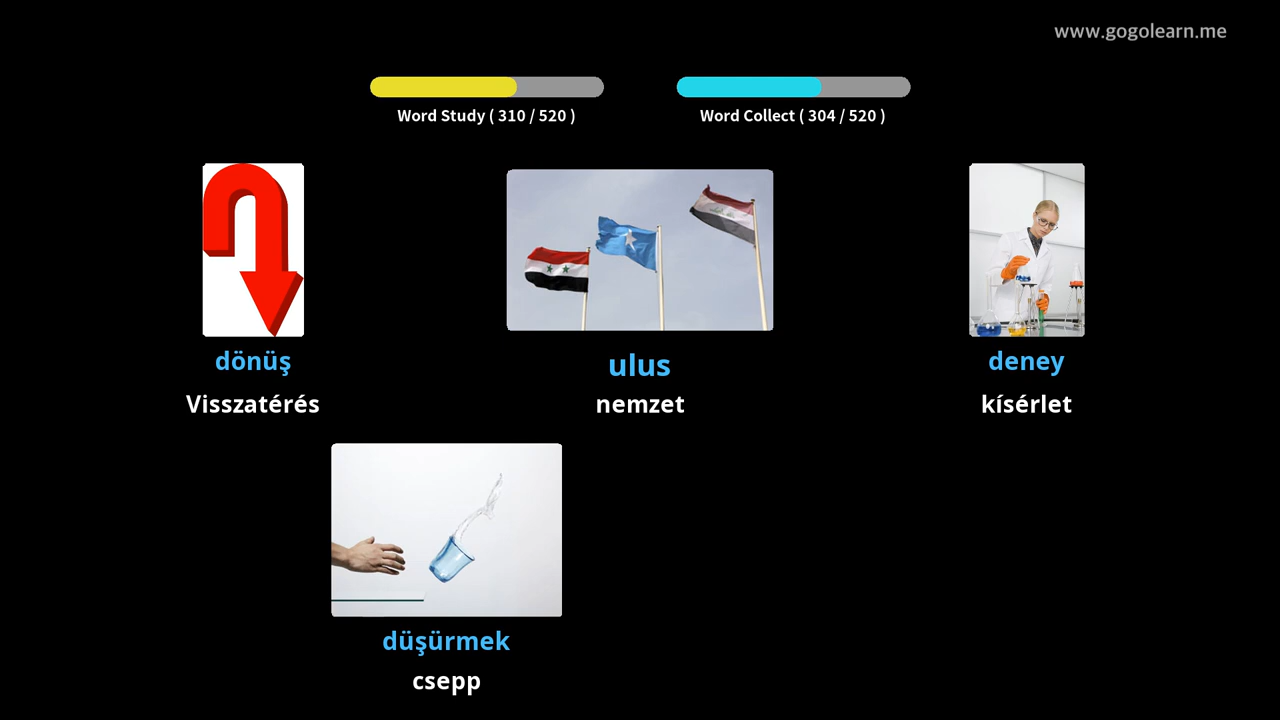 www.gogolearn.me
Word Study ( 310 / 520 )
Word Collect ( 304 / 520 )
dönüş
Visszatérés
ulus
nemzet
deney
kísérlet
düşürmek
csepp